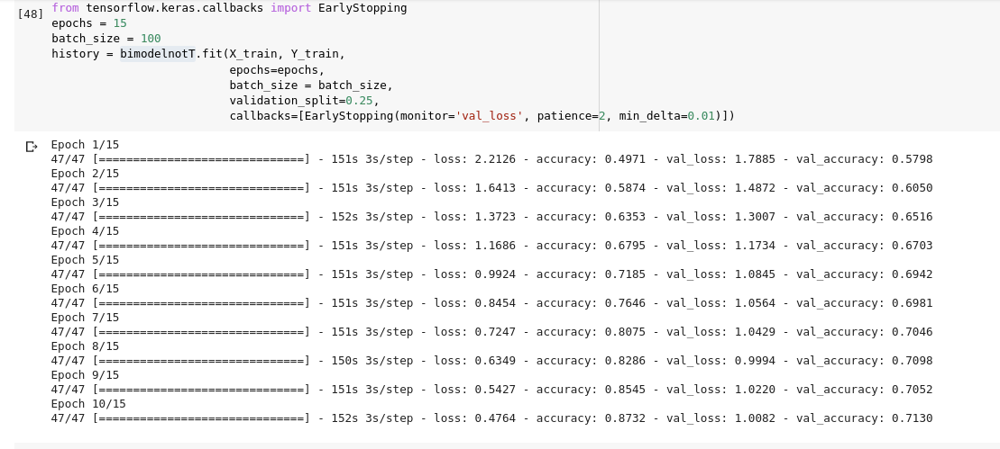 from tensorflow.keras.callbacks import EarlyStopping
[48]
epochs = 15
batch_size = 100
history = bimodelnotT.fit(X_train, Y_train,
epochs=epochs,
batch_size = batch_size,
validation_split=0.25,
callbacks=[EarlyStopping(monitor='val_loss', patience=2, min_delta=0.01)])
Epoch 1/15
47/47 [==============================] - 151s 3s/step - loss: 2.2126 - accuracy: 0.4971 - val_loss: 1.7885 - val_accuracy: 0.5798
Epoch 2/15
47/47 [==============================] - 151s 3s/step - loss: 1.6413 - accuracy: 0.5874 - val_loss: 1.4872 - val_accuracy: 0.6050
Epoch 3/15
47/47 [==============================] - 152s 3s/step - loss: 1.3723 - accuracy: 0.6353 - val_loss: 1.3007 - val_accuracy: 0.6516
Epoch 4/15
47/47 [==============================] - 151s 3s/step - loss: 1.1686 - accuracy: 0.6795 - val_loss: 1.1734 - val_accuracy: 0.6703
Epoch 5/15
47/47 [==============================] - 151s 3s/step - loss: 0.9924 - accuracy: 0.7185 - val_loss: 1.0845 - val_accuracy: 0.6942
Epoch 6/15
47/47 [==============================] - 151s 3s/step - loss: 0.8454 - accuracy: 0.7646 - val_loss: 1.0564 - val_accuracy: 0.6981
Epoch 7/15
47/47 [==============================] - 151s 3s/step - loss: 0.7247 - accuracy: 0.8075 - val_loss: 1.0429 - val_accuracy: 0.7046
Epoch 8/15
47/47 [==============================] - 150s 3s/step - loss: 0.6349 - accuracy: 0.8286 - val_loss: 0.9994 - val_accuracy: 0.7098
Epoch 9/15
47/47 [==============================] - 151s 3s/step - loss: 0.5427 - accuracy: 0.8545 - val_loss: 1.0220 - val_accuracy: 0.7052
Epoch 10/15
47/47 [==============================] - 152s 3s/step - loss: 0.4764 - accuracy: 0.8732 - val_loss: 1.0082 - val_accuracy: 0.7130